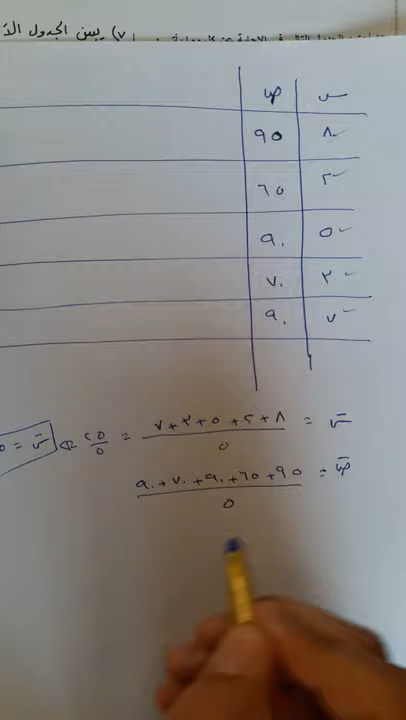 ٧) يبين الجدول
س ص
٨ ٩٥
٢ ٦٥
٥ ٩٠
٣ ٧٠
٧ ٩٠
س̄ = ٨+٢+٥+٣+٧ / ٥ = ٢٥ / ٥ ⇐ س̄ = ٥
ص̄ = ٩٥+٦٥+٩٠+٧٠+٩٠ / ٥